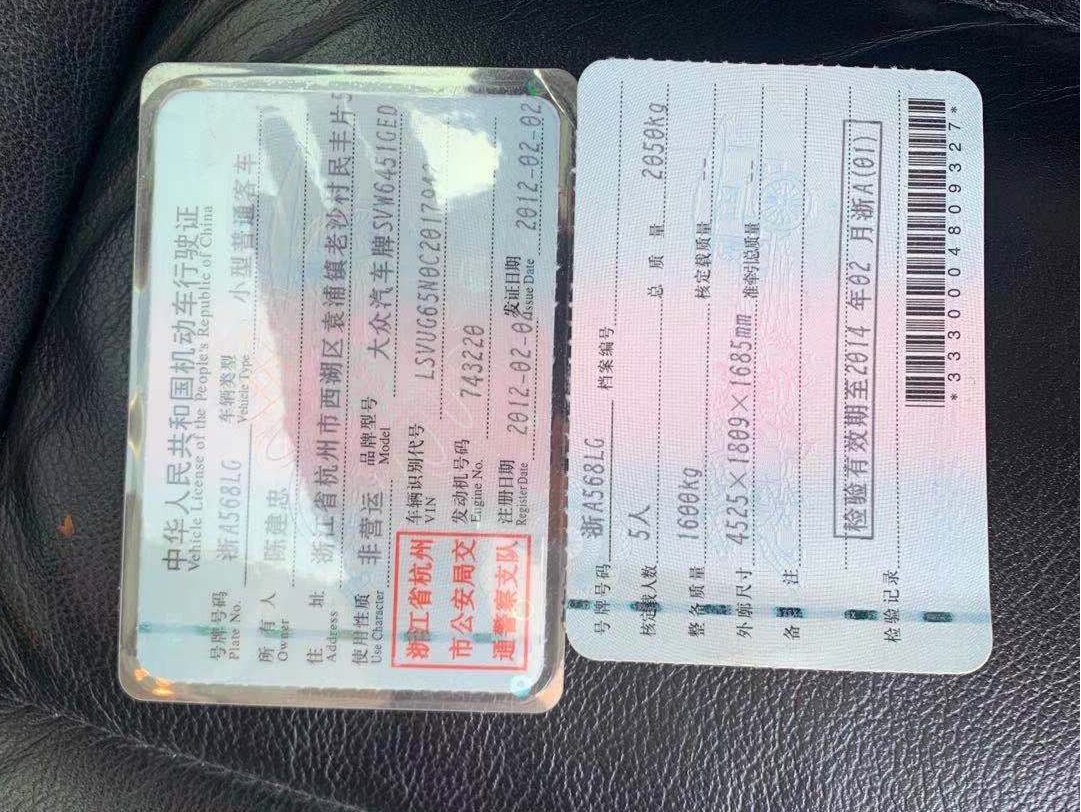 中华人民共和国机动车行驶证
Vehicle License of the People's Republic of China
号牌号码 浙A568LG 车辆类型 小型普通客车
Plate No. Vehicle Type
所有人 陈建忠
Owner
住址 浙江省杭州市西湖区袁浦镇老沙村民丰片
Address
使用性质 非营运 品牌型号 大众汽车牌SVW6451GED
Use Character Model
浙江省杭州市公安局交通警察支队
车辆识别代号 LSVUG65N0C20178
VIN
发动机号码 743220
Engine No.
注册日期 2012-02-0 发证日期 2012-02-02
Register Date Issue Date
号牌号码 浙A568LG 档案编号
核定载人数 5人 总质量 2050kg
整备质量 1600kg 核定载质量 --
外廓尺寸 4525×1809×1685mm 准牵引总质量 --
备注
检验有效期至2014年02月浙A(01)
检验记录
*3330004809327*